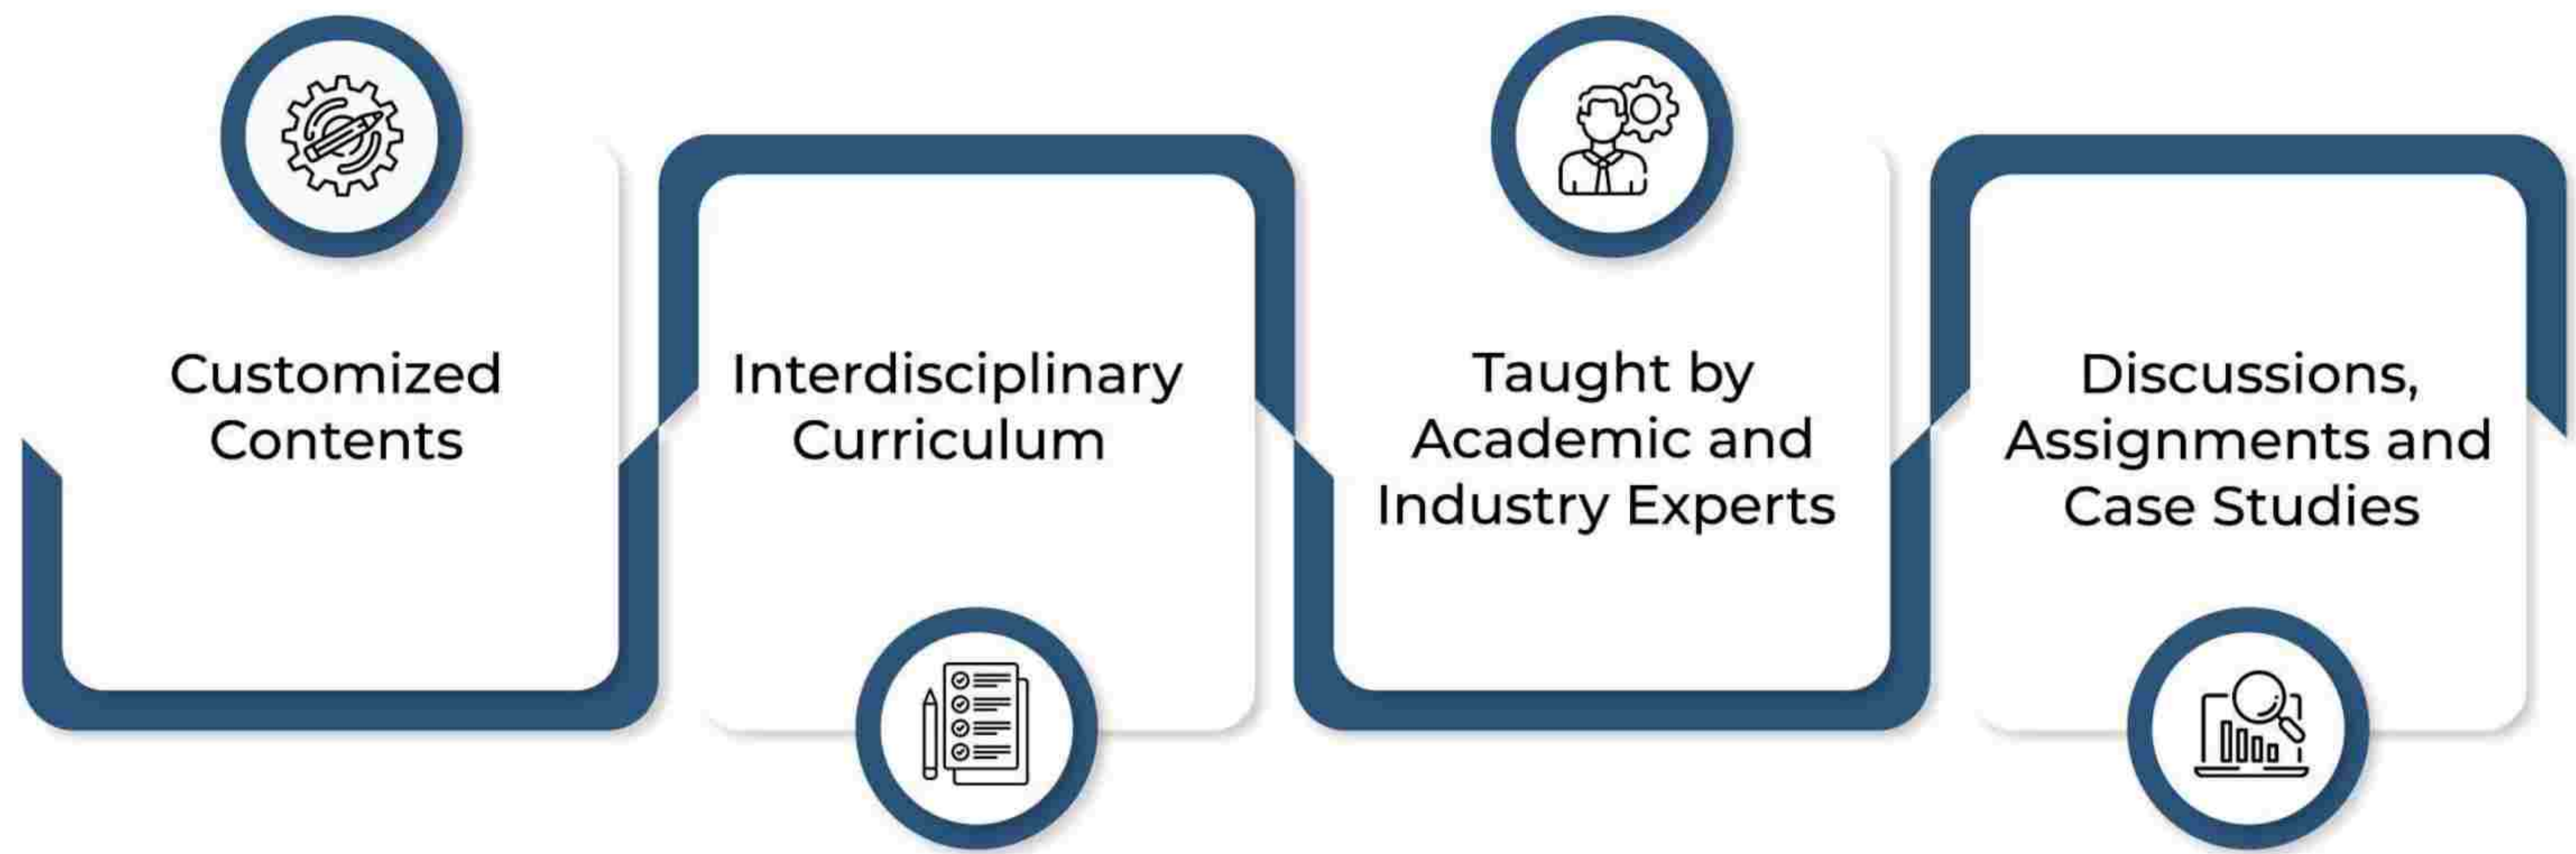 Customized
Contents
Interdisciplinary
Curriculum
Taught by
Academic and
Industry Experts
Discussions,
Assignments and
Case Studies